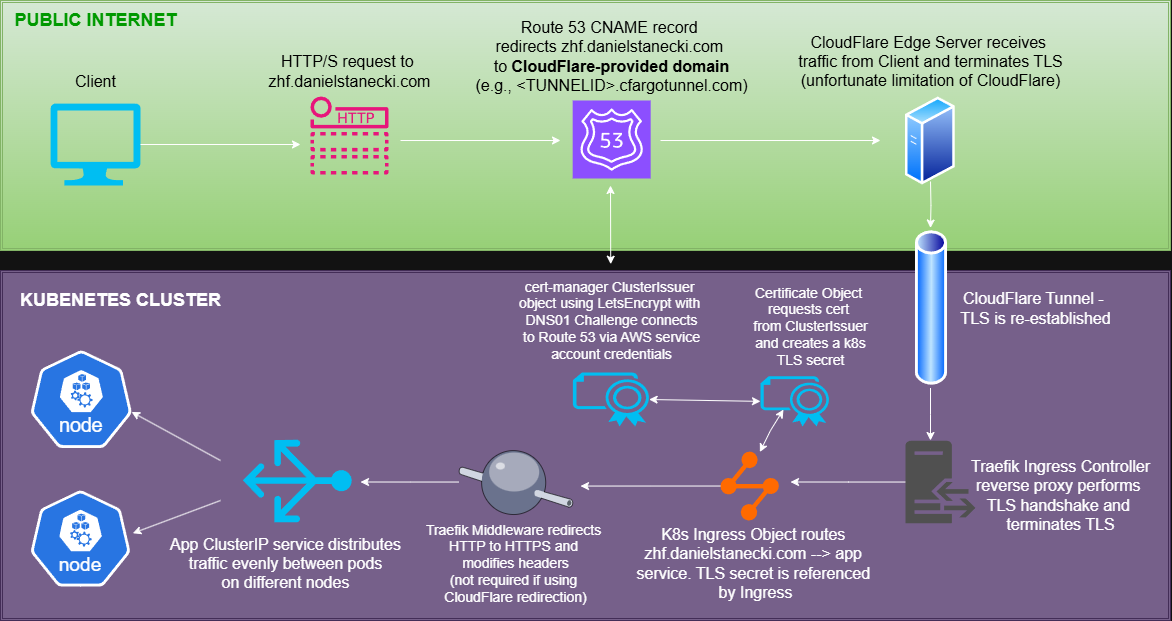 PUBLIC INTERNET
Client
HTTP/S request to
zhf.danielstanecki.com
HTTP
Route 53 CNAME record
redirects zhf.danielstanecki.com
to CloudFlare-provided domain
(e.g., <TUNNELID>.cfargotunnel.com)
53
CloudFlare Edge Server receives
traffic from Client and terminates TLS
(unfortunate limitation of CloudFlare)
KUBENETES CLUSTER
cert-manager ClusterIssuer
object using LetsEncrypt with
DNS01 Challenge connects
to Route 53 via AWS service
account credentials
Certificate Object
requests cert
from ClusterIssuer
and creates a k8s
TLS secret
CloudFlare Tunnel -
TLS is re-established
node
node
App ClusterIP service distributes
traffic evenly between pods
on different nodes
Traefik Middleware redirects
HTTP to HTTPS and
modifies headers
(not required if using
CloudFlare redirection)
K8s Ingress Object routes
zhf.danielstanecki.com --> app
service. TLS secret is referenced
by Ingress
Traefik Ingress Controller
reverse proxy performs
TLS handshake and
terminates TLS